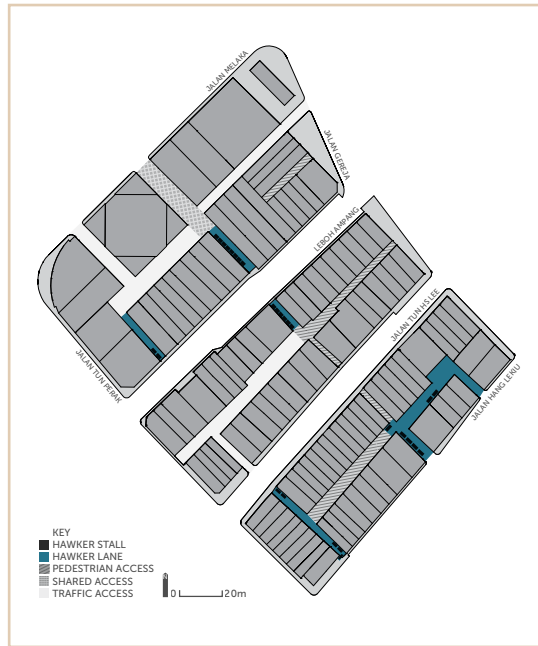 JALAN MELAKA
JALAN GEREJA
LEBOH AMPANG
JALAN TUN HS LEE
JALAN HANG LEKIU
JALAN TUN PERAK
KEY
HAWKER STALL
HAWKER LANE
PEDESTRIAN ACCESS
SHARED ACCESS
TRAFFIC ACCESS
N
0 20m